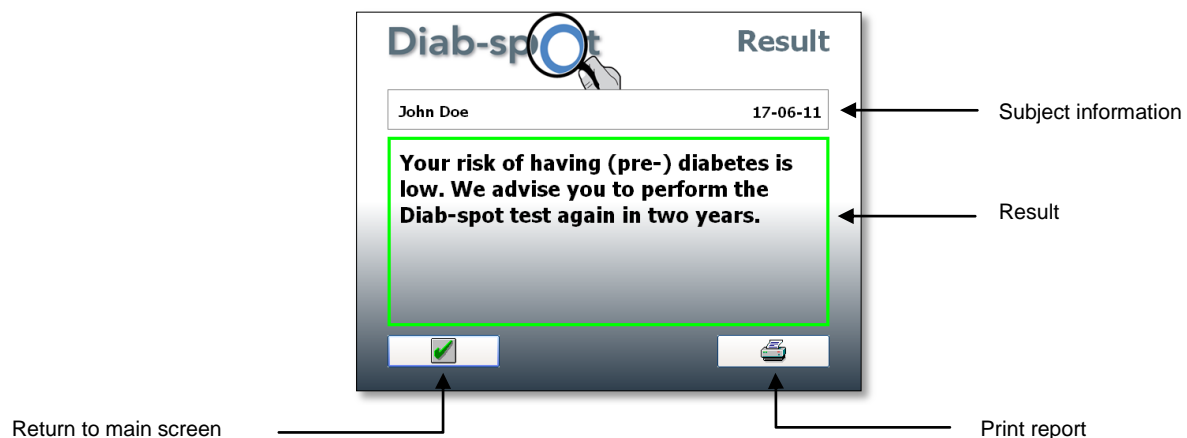 Diab-spot
Result
John Doe
17-06-11
Subject information
Your risk of having (pre-) diabetes is
low. We advise you to perform the
Diab-spot test again in two years.
Result
Return to main screen
Print report